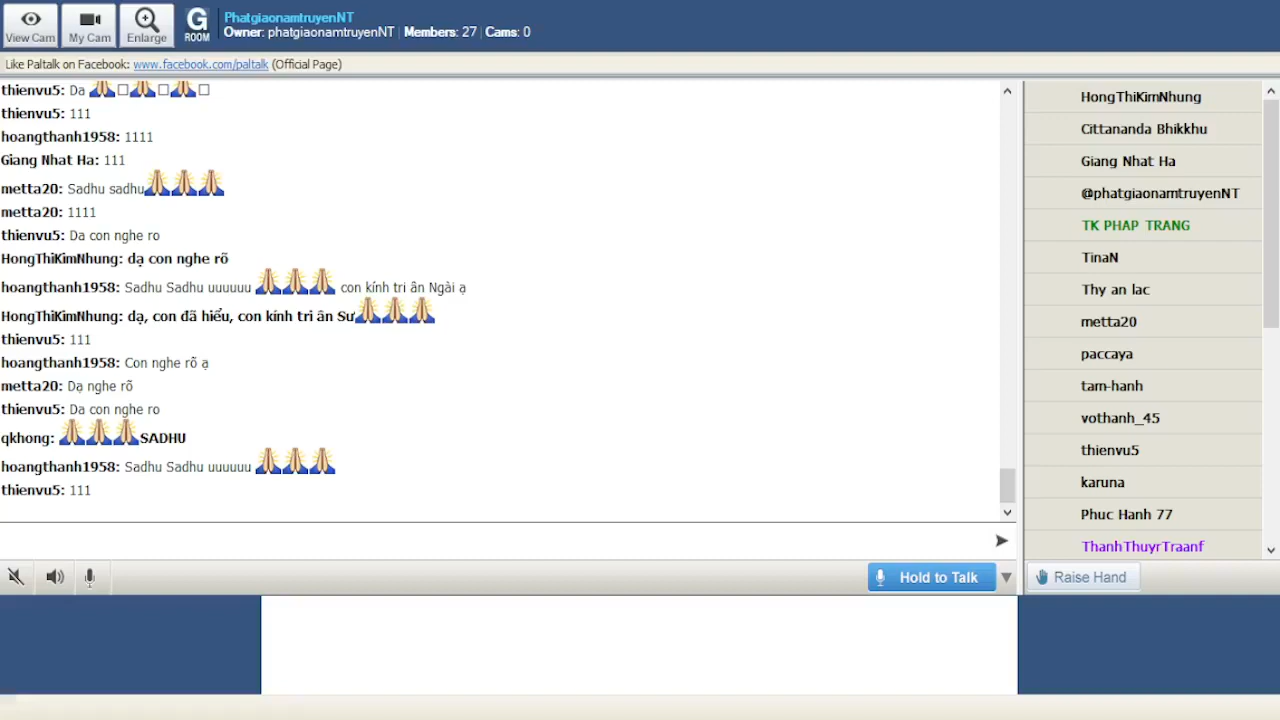 View Cam
My Cam
Enlarge
G
ROOM
PhatgiaonamtruyenNT
Owner: phatgiaonamtruyenNT | Members: 27 | Cams: 0
Like Paltalk on Facebook: www.facebook.com/paltalk (Official Page)
thienvu5: Da 🙏□🙏□🙏□
thienvu5: 111
hoangthanh1958: 1111
Giang Nhat Ha: 111
metta20: Sadhu sadhu🙏🙏🙏
metta20: 1111
thienvu5: Da con nghe ro
HongThiKimNhung: dạ con nghe rõ
hoangthanh1958: Sadhu Sadhu uuuuuu 🙏🙏🙏 con kính tri ân Ngài ạ
HongThiKimNhung: dạ, con đã hiểu, con kính tri ân Sư🙏🙏🙏
thienvu5: 111
hoangthanh1958: Con nghe rõ ạ
metta20: Dạ nghe rõ
thienvu5: Da con nghe ro
qkhong: 🙏🙏🙏SADHU
hoangthanh1958: Sadhu Sadhu uuuuuu 🙏🙏🙏
thienvu5: 111
HongThiKimNhung
Cittananda Bhikkhu
Giang Nhat Ha
@phatgiaonamtruyenNT
TK PHAP TRANG
TinaN
Thy an lac
metta20
paccaya
tam-hanh
vothanh_45
thienvu5
karuna
Phuc Hanh 77
ThanhThuyrTraanf
Hold to Talk
Raise Hand